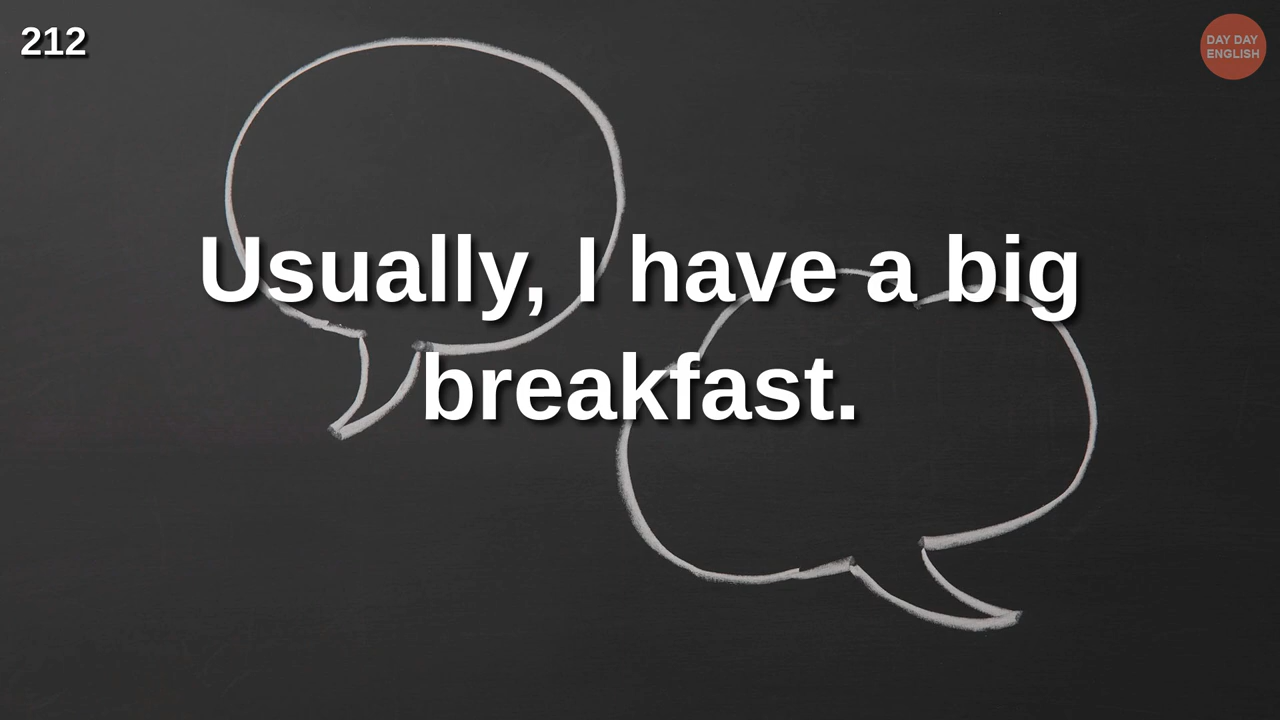 212
DAY DAY
ENGLISH
Usually, I have a big
breakfast.